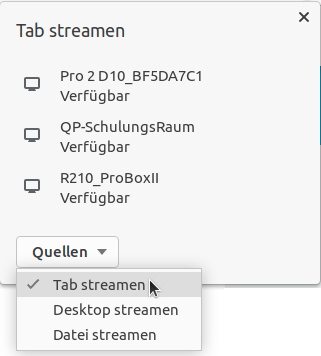 Tab streamen
Pro 2 D10_BF5DA7C1
Verfügbar
QP-SchulungsRaum
Verfügbar
R210_ProBoxII
Verfügbar
Quellen
Tab streamen
Desktop streamen
Datei streamen